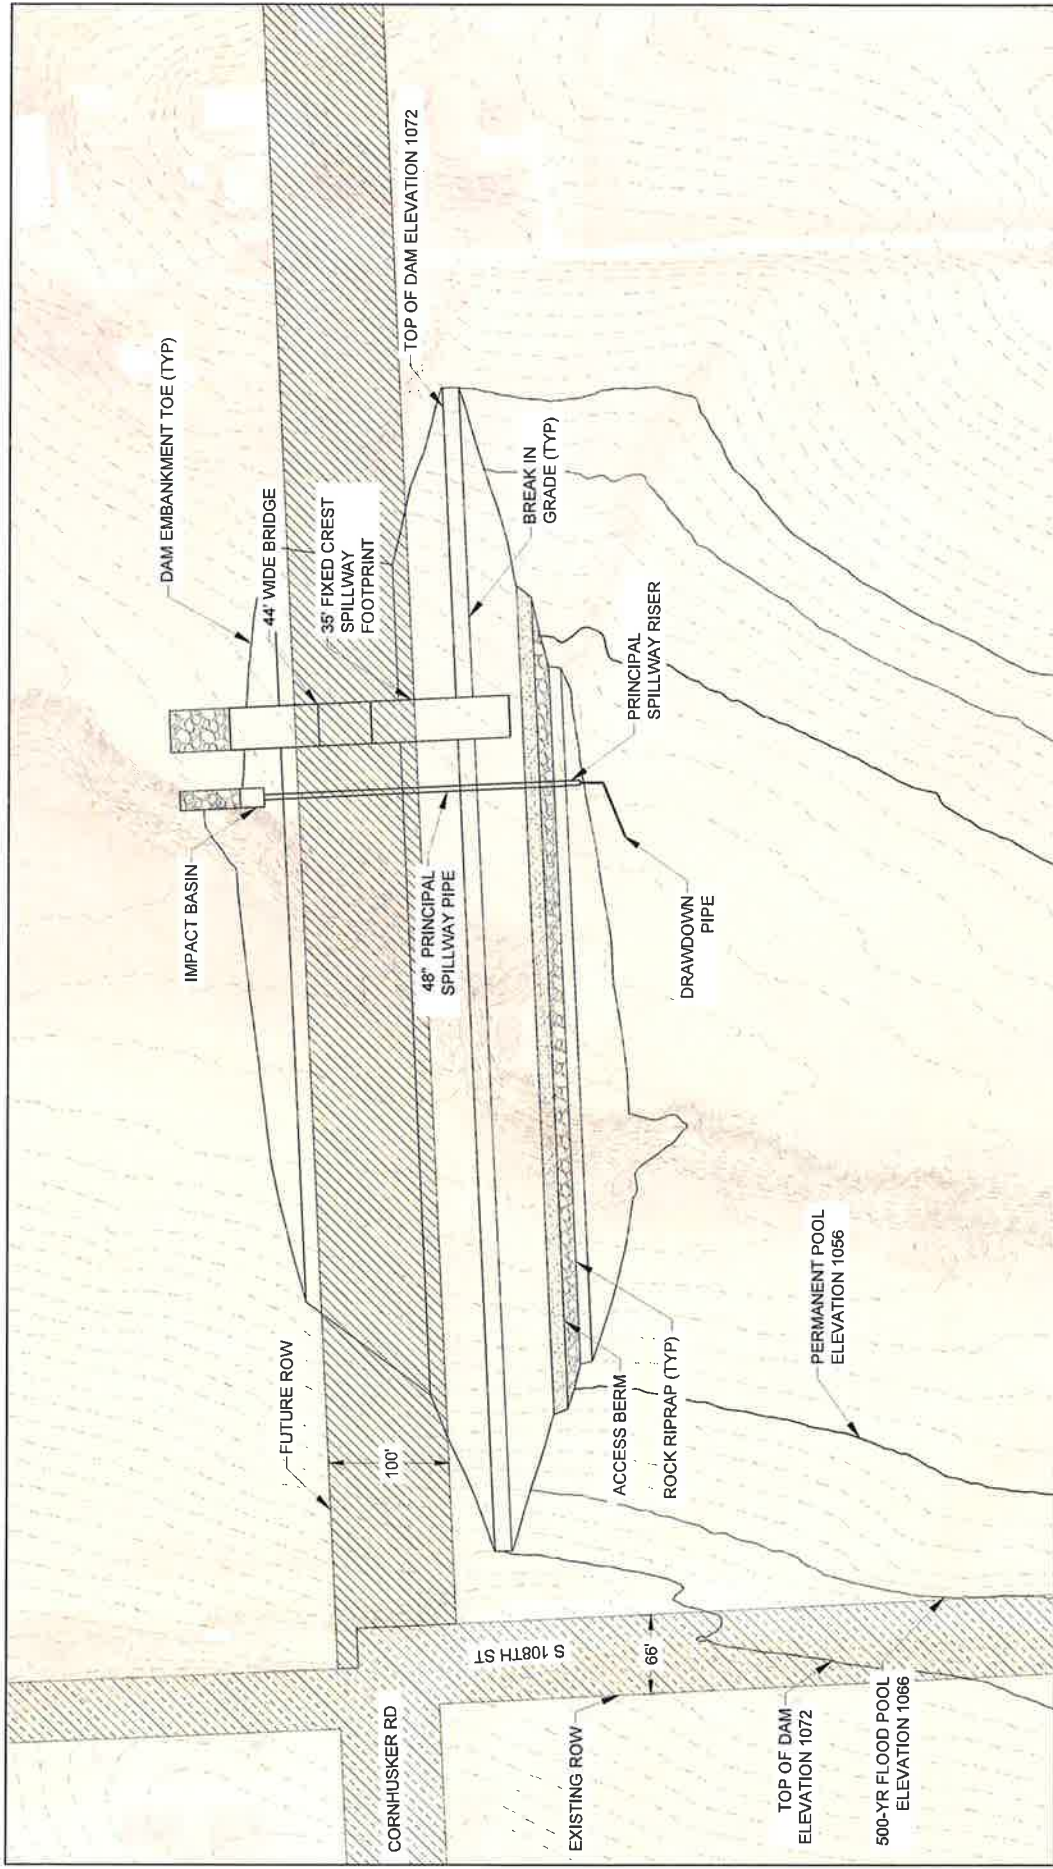 DAM EMBANKMENT TOE (TYP)
44' WIDE BRIDGE
35' FIXED CREST
SPILLWAY
FOOTPRINT
TOP OF DAM ELEVATION 1072
BREAK IN
GRADE (TYP)
PRINCIPAL
SPILLWAY RISER
IMPACT BASIN
48" PRINCIPAL
SPILLWAY PIPE
DRAWDOWN
PIPE
FUTURE ROW
100'
ACCESS BERM
ROCK RIPRAP (TYP)
PERMANENT POOL
ELEVATION 1056
CORNHUSKER RD
S 108TH ST
66'
EXISTING ROW
TOP OF DAM
ELEVATION 1072
500-YR FLOOD POOL
ELEVATION 1066